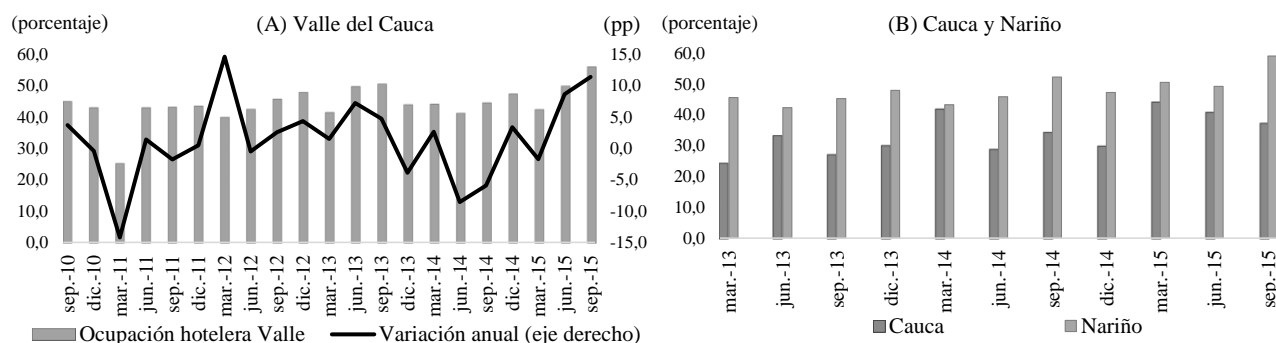 (porcentaje) (A) Valle del Cauca (pp)
60,0 15,0
50,0 10,0
40,0 5,0
30,0 0,0
20,0 -5,0
10,0 -10,0
0,0 -15,0
sep.-10 dic.-10 mar.-11 jun.-11 sep.-11 dic.-11 mar.-12 jun.-12 sep.-12 dic.-12 mar.-13 jun.-13 sep.-13 dic.-13 mar.-14 jun.-14 sep.-14 dic.-14 mar.-15 jun.-15 sep.-15
Ocupación hotelera Valle Variación anual (eje derecho)
(porcentaje) (B) Cauca y Nariño
60,0
50,0
40,0
30,0
20,0
10,0
0,0
mar.-13 jun.-13 sep.-13 dic.-13 mar.-14 jun.-14 sep.-14 dic.-14 mar.-15 jun.-15 sep.-15
Cauca Nariño